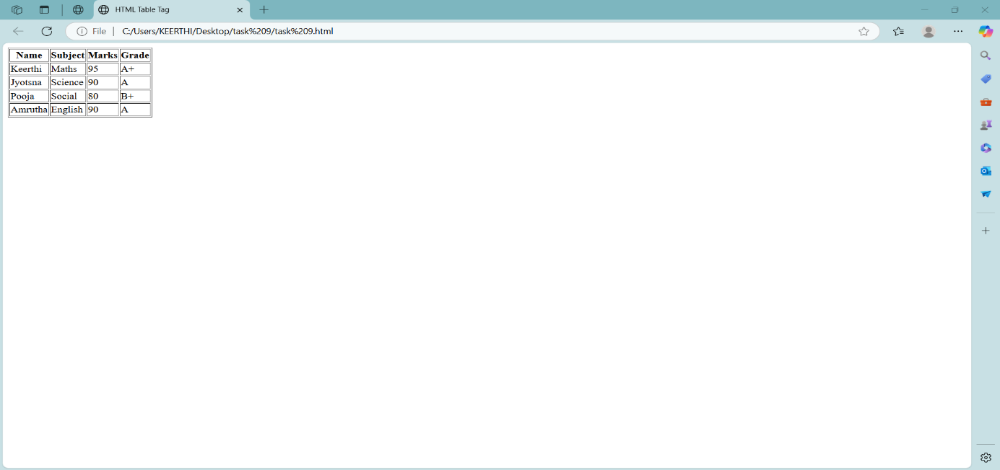 HTML Table Tag
File | C:/Users/KEERTHI/Desktop/task%209/task%209.html
Name Subject Marks Grade
Keerthi Maths 95 A+
Jyotsna Science 90 A
Pooja Social 80 B+
Amrutha English 90 A